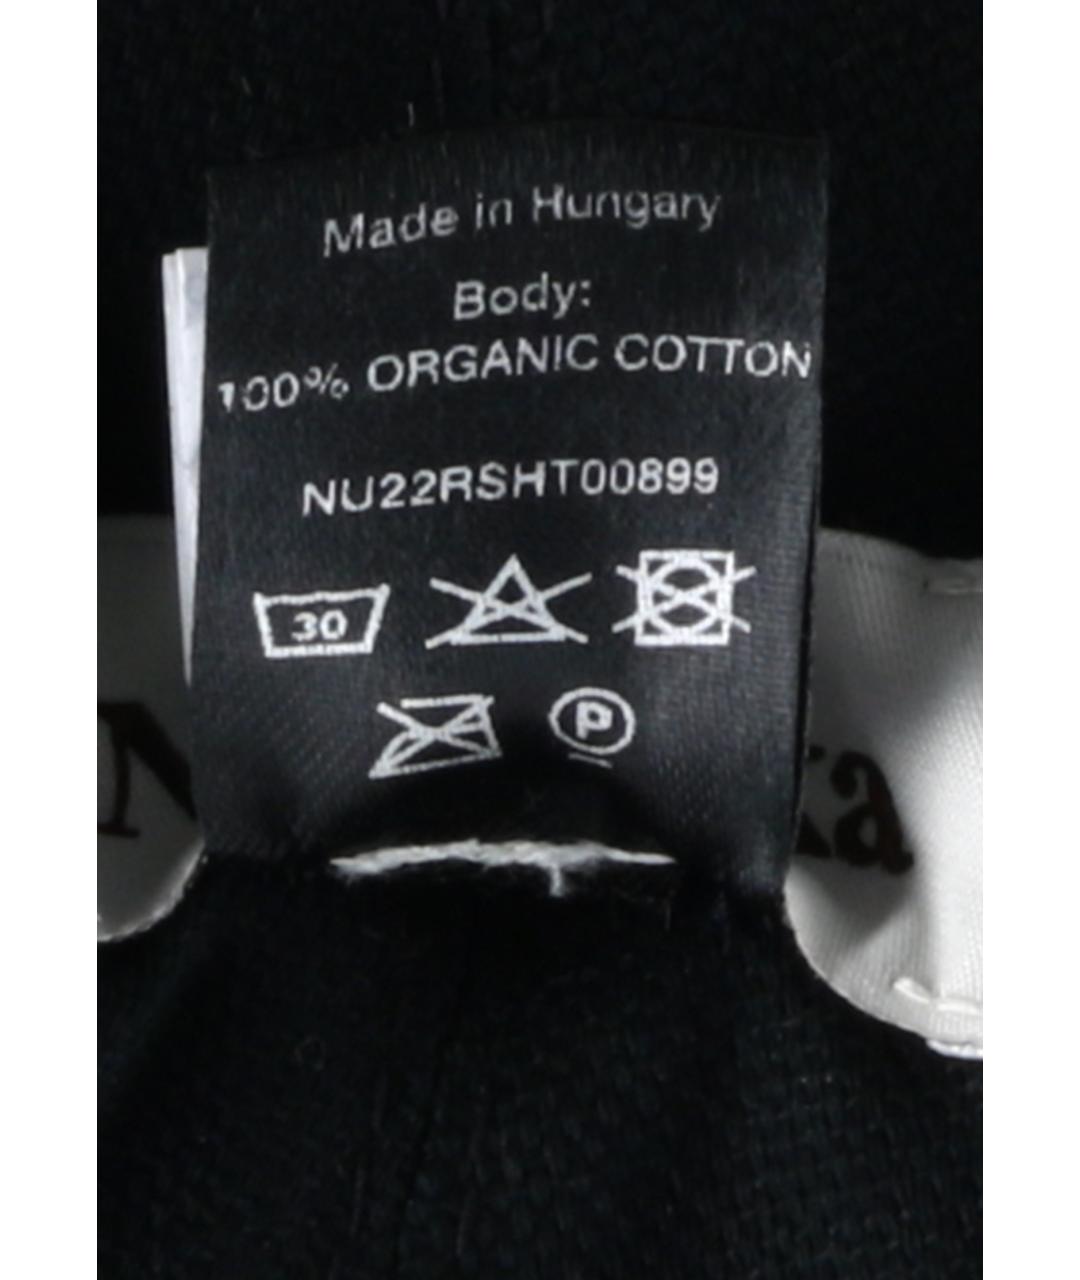 Made in Hungary
Body:
100% ORGANIC COTTON
NU22RSHT00899
30
P